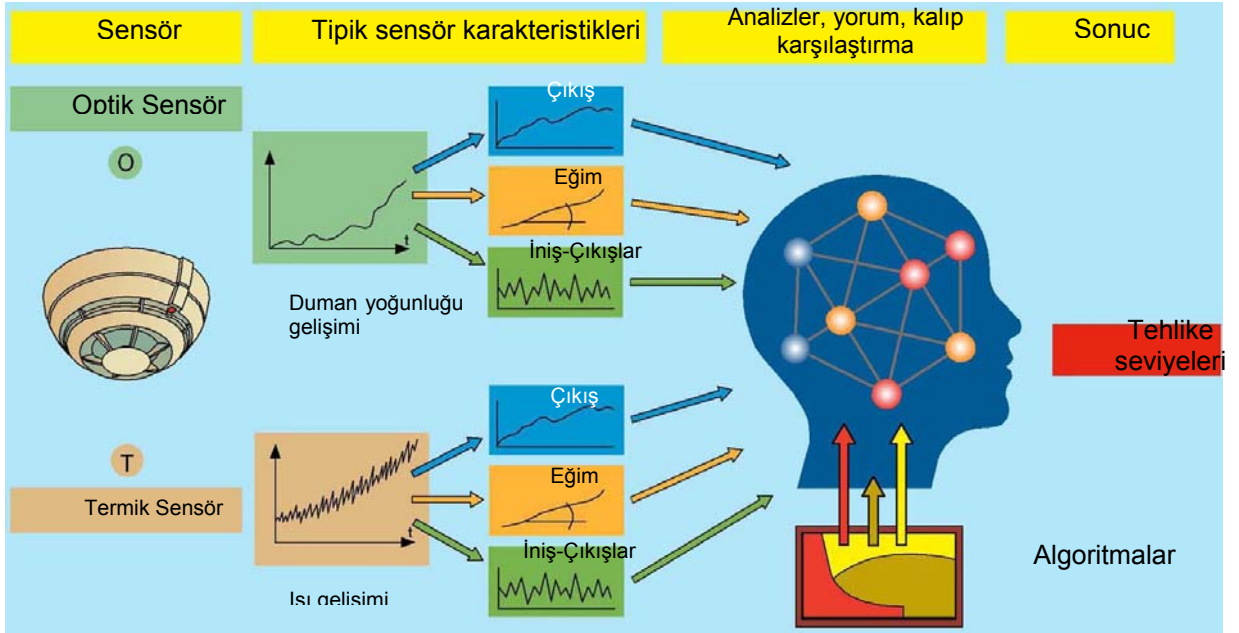 Sensör
Tipik sensör karakteristikleri
Analizler, yorum, kalıp
karşılaştırma
Sonuc
Optik Sensör
O
t
Duman yoğunluğu
gelişimi
Çıkış
Eğim
İniş-Çıkışlar
Tehlike
seviyeleri
T
Termik Sensör
t
Isı gelişimi
Çıkış
Eğim
İniş-Çıkışlar
Algoritmalar